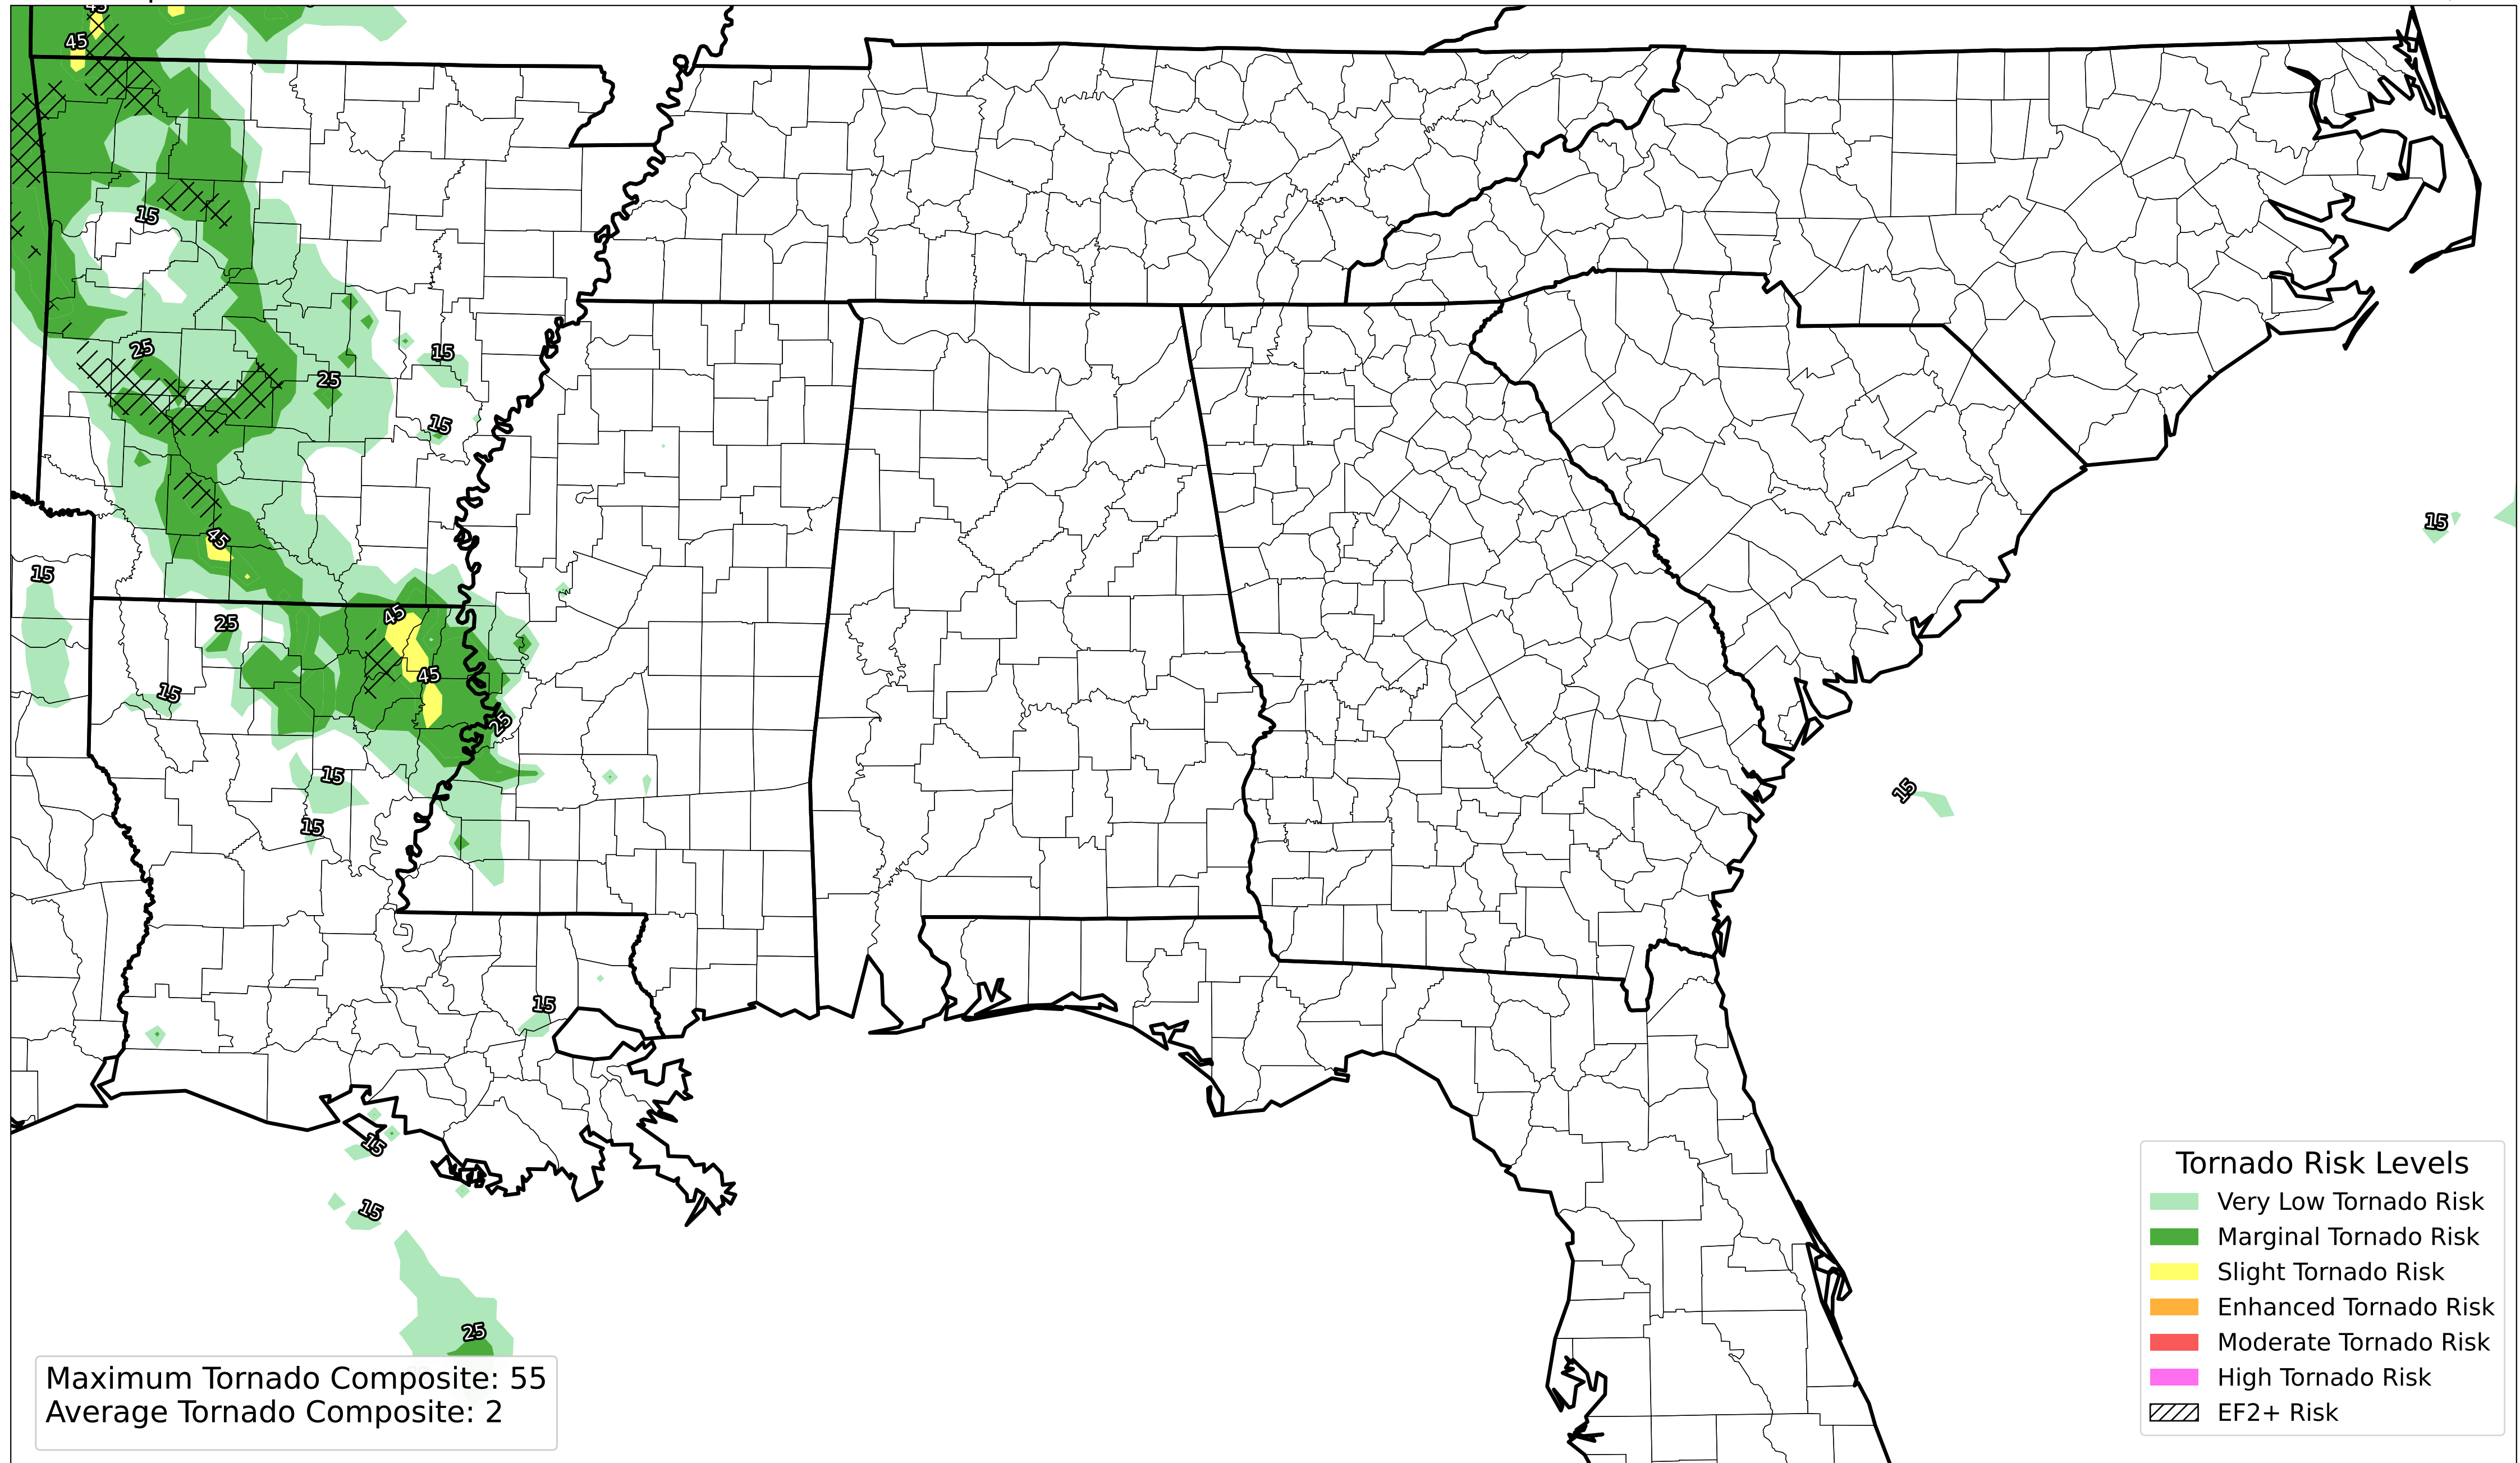 45
45
15
25
15
25
15
45
15
15
45
25
45
15
25
15
15
15
15
15
15
25
Tornado Risk Levels
Very Low Tornado Risk
Marginal Tornado Risk
Slight Tornado Risk
Enhanced Tornado Risk
Moderate Tornado Risk
High Tornado Risk
EF2+ Risk
Maximum Tornado Composite: 55
Average Tornado Composite: 2